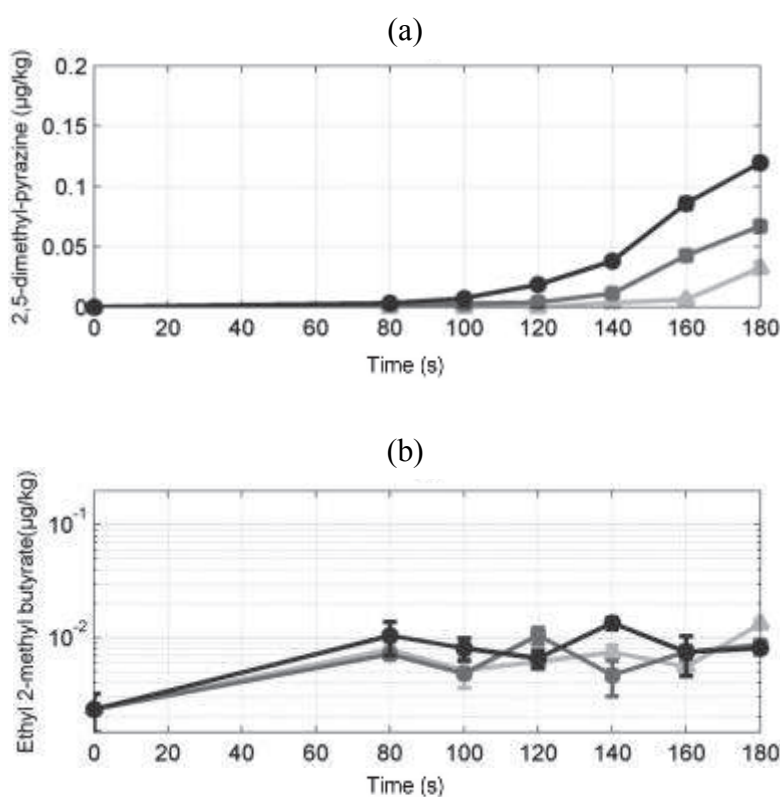 (a)
2,5-dimethyl-pyrazine (µg/kg)
0.2
0.15
0.1
0.05
0
0 20 40 60 80 100 120 140 160 180
Time (s)
(b)
Ethyl 2-methyl butyrate(µg/kg)
10-1
10-2
0 20 40 60 80 100 120 140 160 180
Time (s)